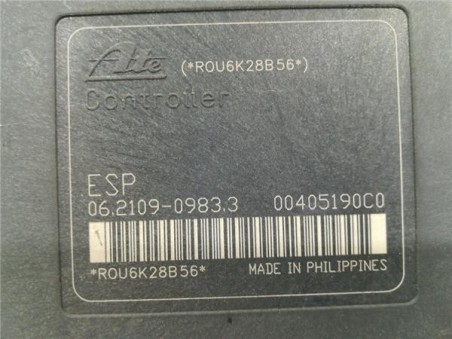 Ate (*ROU6K28B56*)
Controller
ESP
06.2109-0983.3 00405190C0
*ROU6K28B56* MADE IN PHILIPPINES